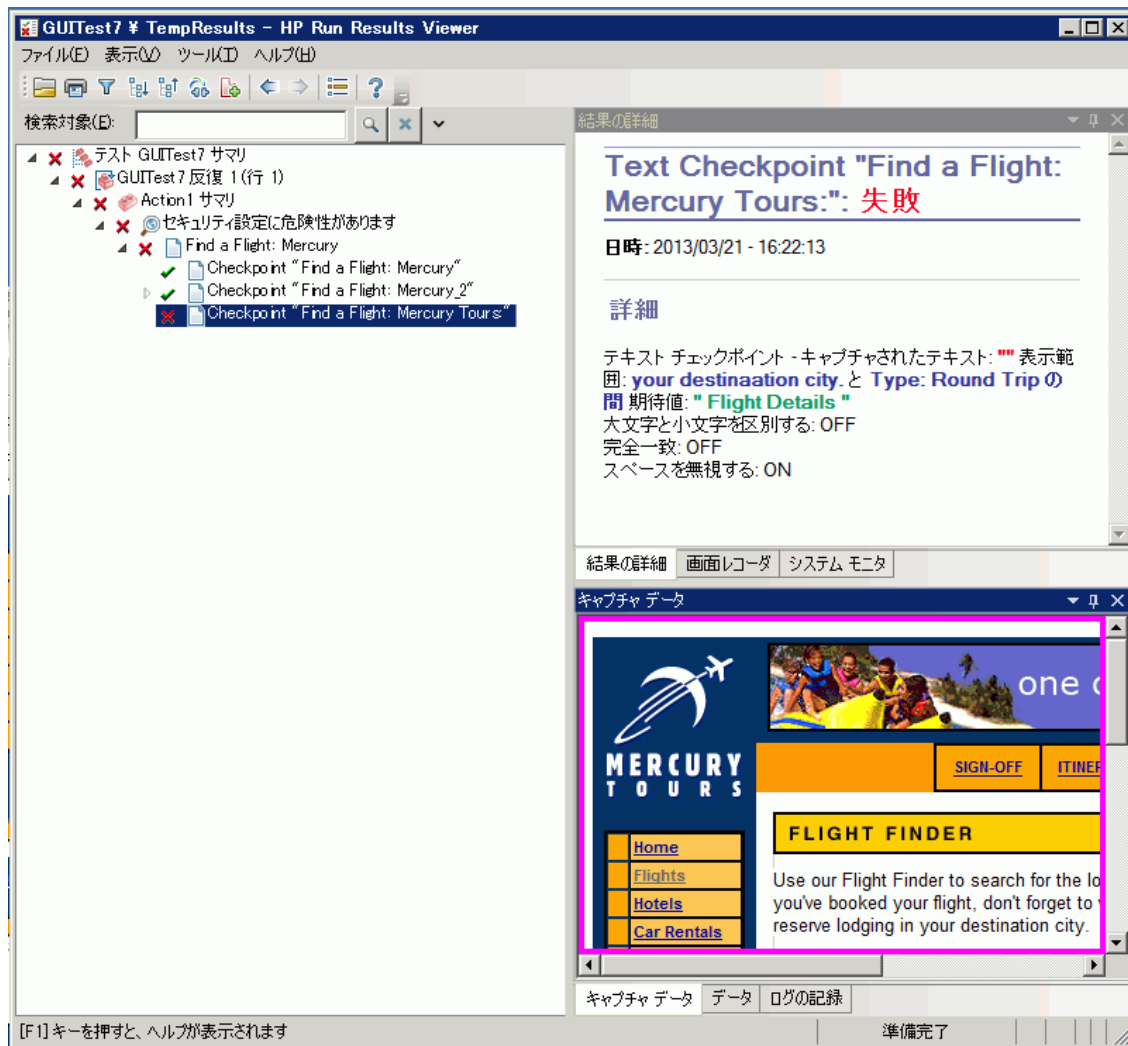 GUITest7 ¥ TempResults - HP Run Results Viewer
ファイル(F) 表示(V) ツール(T) ヘルプ(H)
検索対象(E):
テスト GUITest7 サマリ
GUITest7 反復 1 (行 1)
Action1 サマリ
セキュリティ設定に危険性があります
Find a Flight: Mercury
Checkpoint "Find a Flight: Mercury"
Checkpoint "Find a Flight: Mercury_2"
Checkpoint "Find a Flight: Mercury Tours:"
結果の詳細
Text Checkpoint "Find a Flight:
Mercury Tours:": 失敗
日時: 2013/03/21 - 16:22:13
詳細
テキスト チェックポイント - キャプチャされたテキスト: "" 表示範
囲: your destinaation city. と Type: Round Trip の
間 期待値: " Flight Details "
大文字と小文字を区別する: OFF
完全一致: OFF
スペースを無視する: ON
結果の詳細 画面レコーダ システム モニタ
キャプチャ データ
one
MERCURY
TOURS
SIGN-OFF ITINER
FLIGHT FINDER
Home
Flights
Hotels
Car Rentals
Use our Flight Finder to search for the lo
you've booked your flight, don't forget to
reserve lodging in your destination city.
キャプチャ データ データ ログの記録
[F1]キーを押すと、ヘルプが表示されます 準備完了